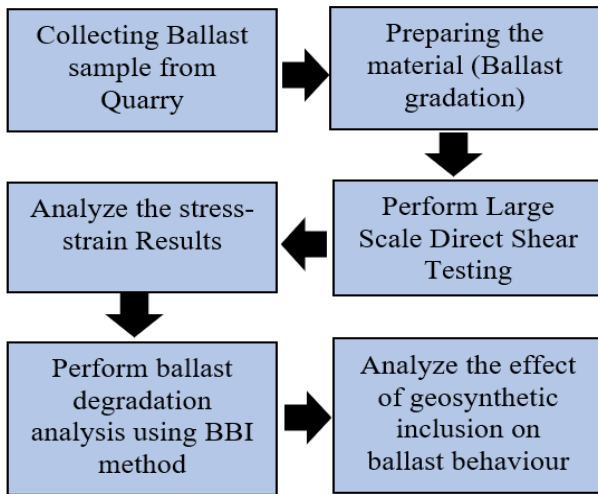 Collecting Ballast
sample from
Quarry
Preparing the
material (Ballast
gradation)
Perform Large
Scale Direct Shear
Testing
Analyze the stress-
strain Results
Perform ballast
degradation
analysis using BBI
method
Analyze the effect
of geosynthetic
inclusion on
ballast behaviour